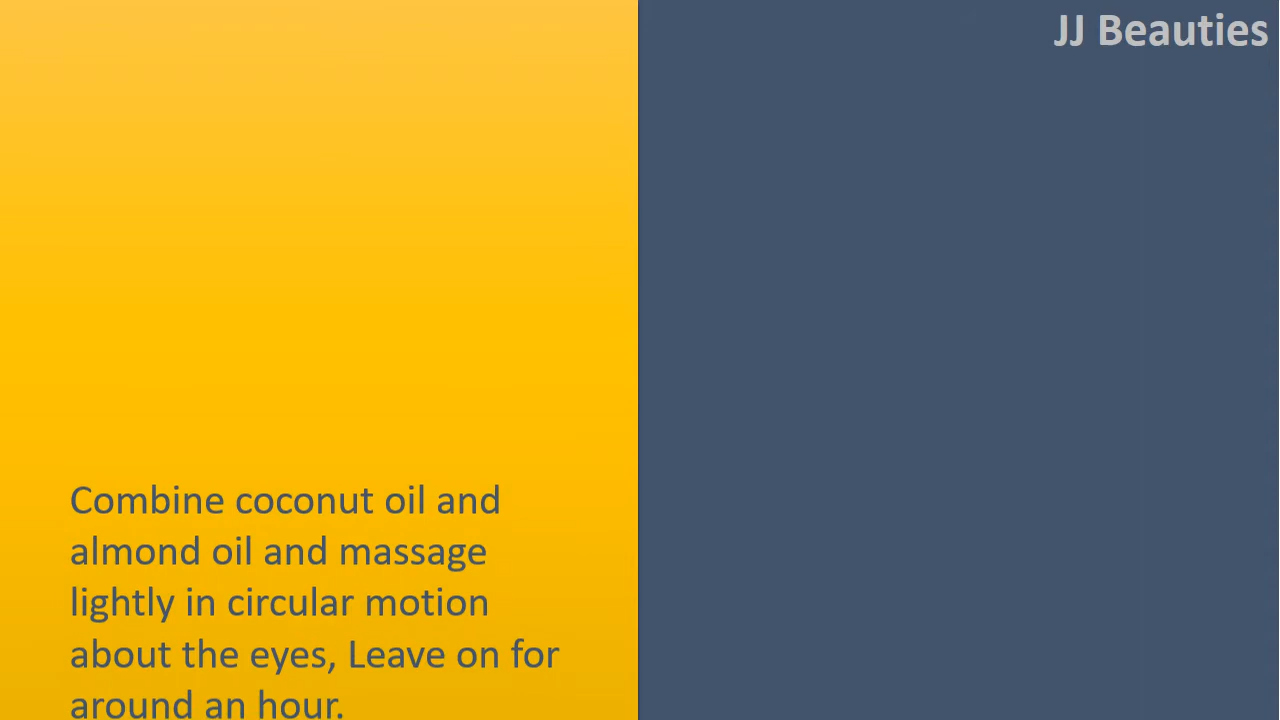 JJ Beauties
Combine coconut oil and
almond oil and massage
lightly in circular motion
about the eyes, Leave on for
around an hour.